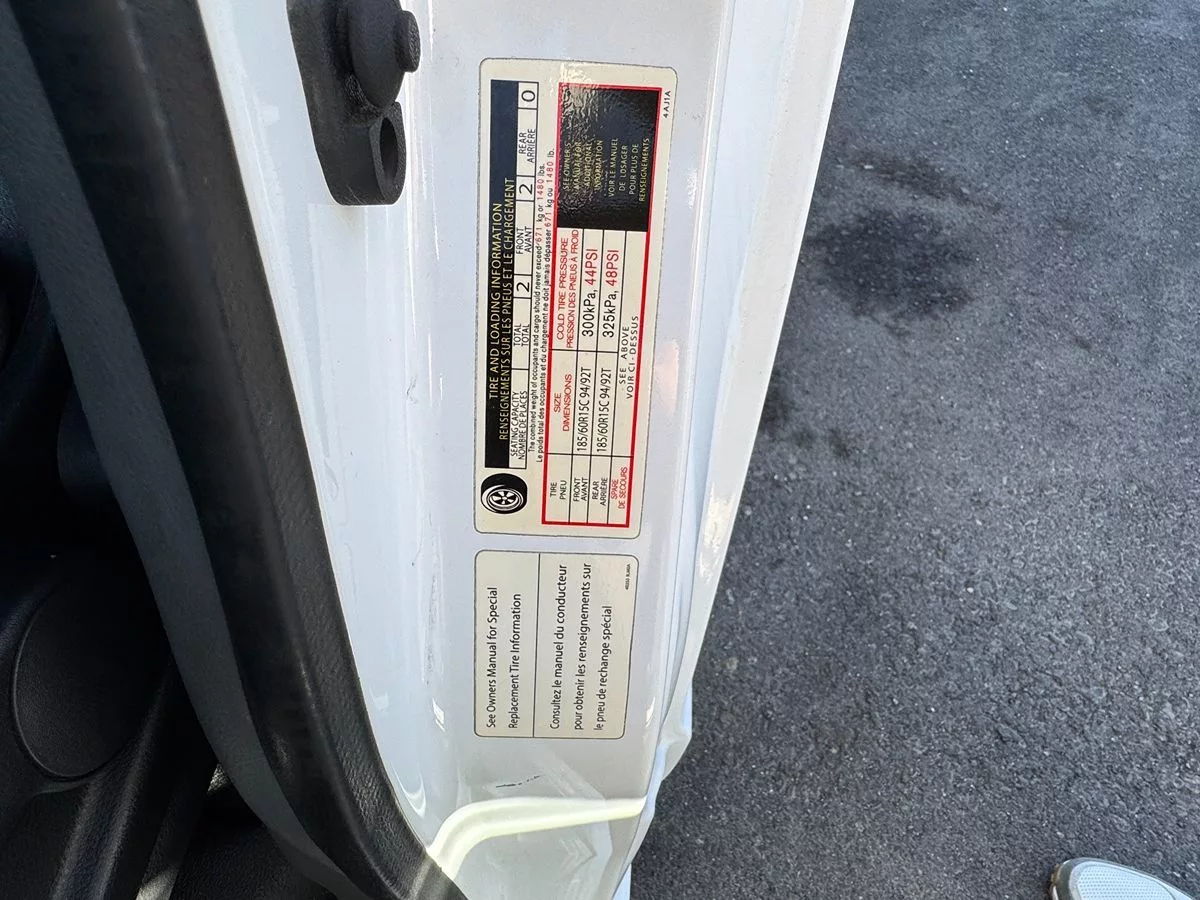 TIRE AND LOADING INFORMATION
RENSEIGNEMENTS SUR LES PNEUS ET LE CHARGEMENT
SEATING CAPACITY TOTAL 2 FRONT 2 REAR 0
NOMBRE DE PLACES TOTAL AVANT ARRIÈRE
The combined weight of occupants and cargo should never exceed 671 kg or 1480 lbs.
Le poids total des occupants et du chargement ne doit jamais dépasser 671 kg ou 1480 lb.
TIRE SIZE COLD TIRE PRESSURE
PNEU DIMENSIONS PRESSION DES PNEUS À FROID
FRONT
AVANT 185/60R15C 94/92T 300kPa, 44PSI
REAR
ARRIÈRE 185/60R15C 94/92T 325kPa, 48PSI
SPARE SEE ABOVE
DE SECOURS VOIR CI-DESSUS
SEE OWNER'S
MANUAL FOR
ADDITIONAL
INFORMATION
VOIR LE MANUEL
DE LOSAGER
POUR PLUS DE
RENSEIGNEMENTS
4 AJ1A
See Owners Manual for Special
Replacement Tire Information
Consultez le manuel du conducteur
pour obtenir les renseignements sur
le pneu de rechange spécial